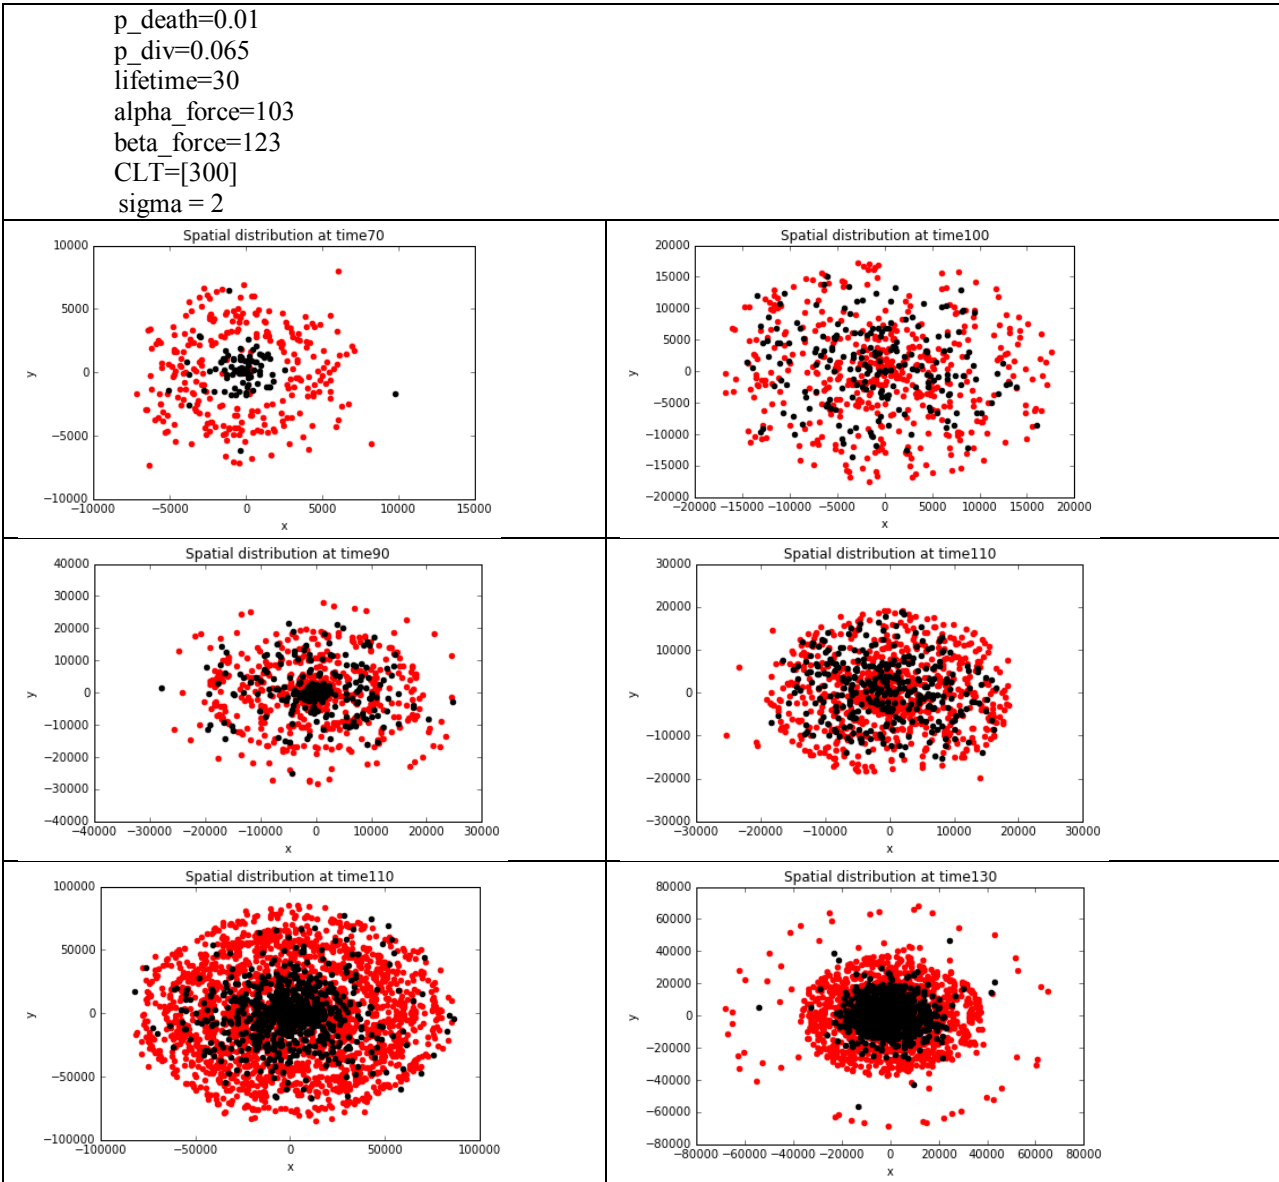 p_death=0.01
p_div=0.065
lifetime=30
alpha_force=103
beta_force=123
CLT=[300]
sigma = 2
Spatial distribution at time70
10000
5000
0
−5000
−10000
y
−10000 −5000 0 5000 10000 15000
x
Spatial distribution at time100
20000
15000
10000
5000
0
−5000
−10000
−15000
−20000
y
−20000 −15000 −10000 −5000 0 5000 10000 15000 20000
x
Spatial distribution at time90
40000
30000
20000
10000
0
−10000
−20000
−30000
−40000
y
−40000 −30000 −20000 −10000 0 10000 20000 30000
x
Spatial distribution at time110
30000
20000
10000
0
−10000
−20000
−30000
y
−30000 −20000 −10000 0 10000 20000 30000
x
Spatial distribution at time110
100000
50000
0
−50000
−100000
y
−100000 −50000 0 50000 100000
x
Spatial distribution at time130
80000
60000
40000
20000
0
−20000
−40000
−60000
−80000
y
−80000 −60000 −40000 −20000 0 20000 40000 60000 80000
x